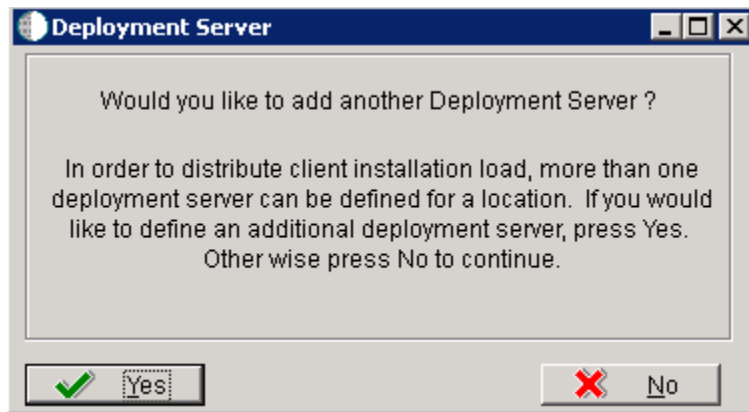 Deployment Server
Would you like to add another Deployment Server ?
In order to distribute client installation load, more than one
deployment server can be defined for a location.  If you would
like to define an additional deployment server, press Yes.
Other wise press No to continue.
Yes
No